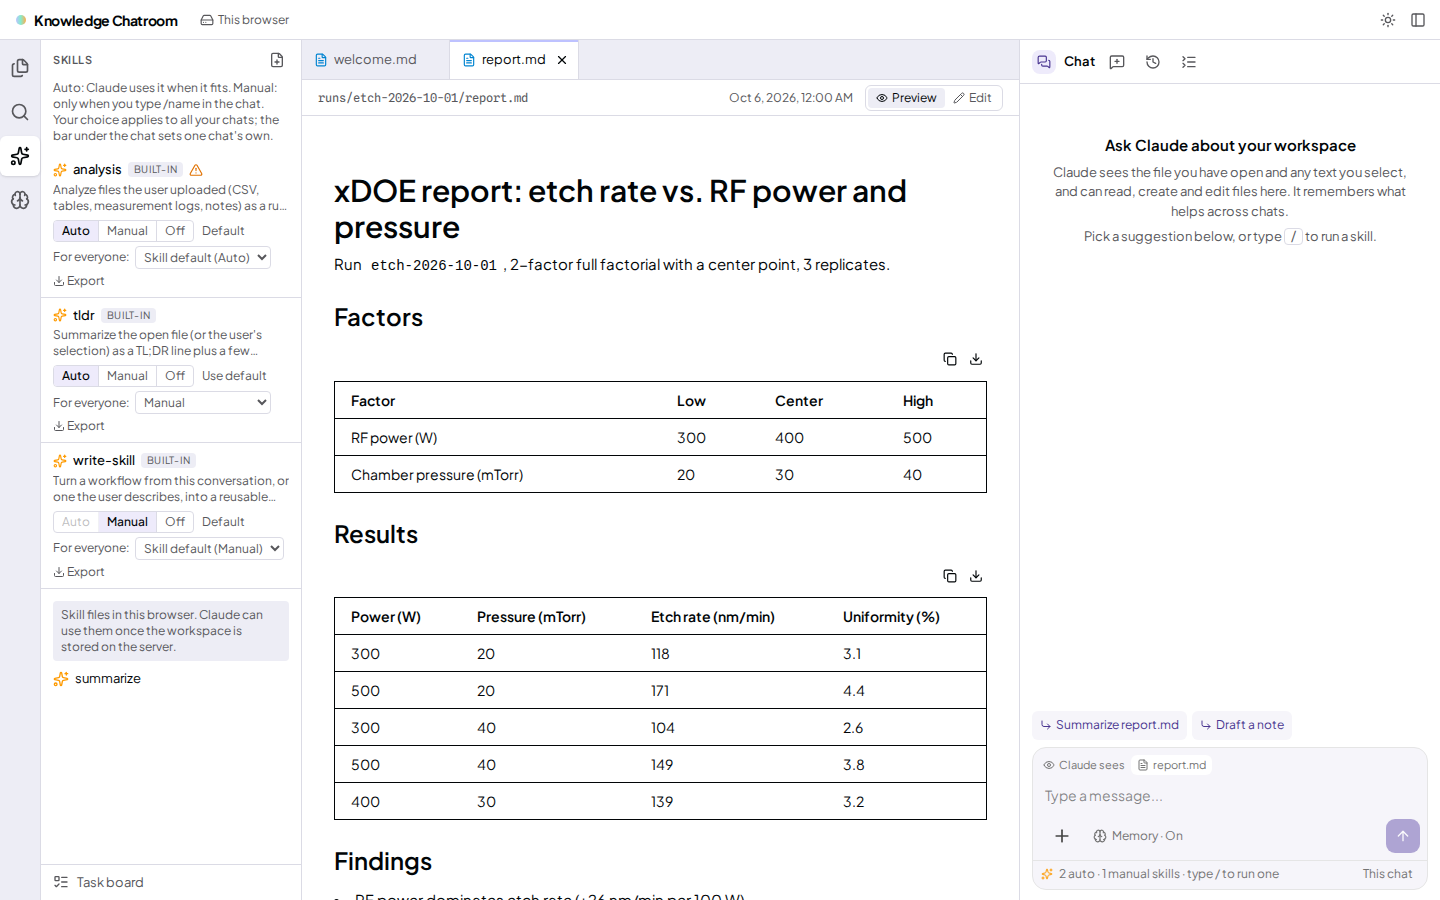 Knowledge Chatroom
This browser
SKILLS
Auto: Claude uses it when it fits. Manual:
only when you type /name in the chat.
Your choice applies to all your chats; the
bar under the chat sets one chat's own.
analysis BUILT-IN
Analyze files the user uploaded (CSV,
tables, measurement logs, notes) as a ru...
Auto Manual Off Default
For everyone: Skill default (Auto)
Export
tldr BUILT-IN
Summarize the open file (or the user's
selection) as a TL;DR line plus a few...
Auto Manual Off Use default
For everyone: Manual
Export
write-skill BUILT-IN
Turn a workflow from this conversation, or
one the user describes, into a reusable...
Auto Manual Off Default
For everyone: Skill default (Manual)
Export
Skill files in this browser. Claude can
use them once the workspace is
stored on the server.
summarize
Task board
welcome.md report.md
runs/etch-2026-10-01/report.md Oct 6, 2026, 12:00 AM Preview Edit
xDOE report: etch rate vs. RF power and
pressure
Run etch-2026-10-01 , 2-factor full factorial with a center point, 3 replicates.
Factors
Factor Low Center High
RF power (W) 300 400 500
Chamber pressure (mTorr) 20 30 40
Results
Power (W) Pressure (mTorr) Etch rate (nm/min) Uniformity (%)
300 20 118 3.1
500 20 171 4.4
300 40 104 2.6
500 40 149 3.8
400 30 139 3.2
Findings
RF power dominates etch rate (+26 nm/min per 100 W)
Chat
Ask Claude about your workspace
Claude sees the file you have open and any text you select,
and can read, create and edit files here. It remembers what
helps across chats.
Pick a suggestion below, or type / to run a skill.
Summarize report.md Draft a note
Claude sees report.md
Type a message...
Memory · On
2 auto · 1 manual skills · type / to run one This chat